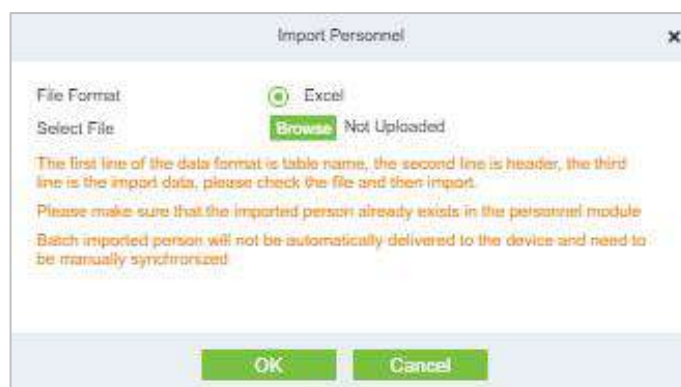 Import Personnel
×
File Format Excel
Select File Browse Not Uploaded
The first line of the data format is table name, the second line is header, the third
line is the import data, please check the file and then import.
Please make sure that the imported person already exists in the personnel module
Batch imported person will not be automatically delivered to the device and need to
be manually synchronized
OK Cancel